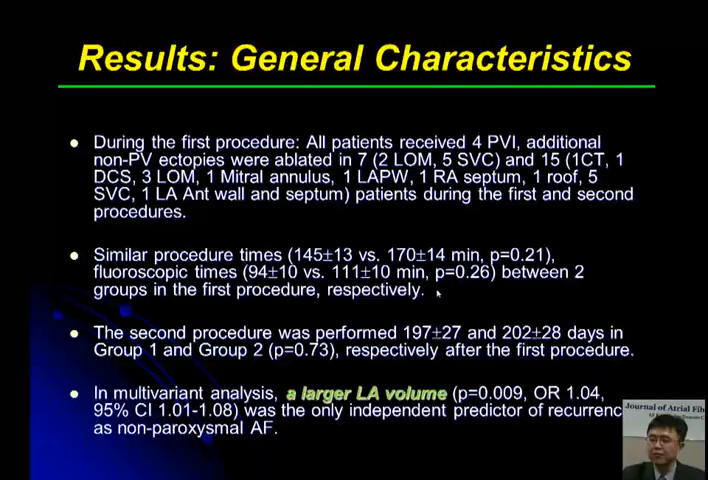 Results: General Characteristics
During the first procedure: All patients received 4 PVI, additional
non-PV ectopies were ablated in 7 (2 LOM, 5 SVC) and 15 (1CT, 1
DCS, 3 LOM, 1 Mitral annulus, 1 LAPW, 1 RA septum, 1 roof, 5
SVC, 1 LA Ant wall and septum) patients during the first and second
procedures.
Similar procedure times (145±13 vs. 170±14 min, p=0.21),
fluoroscopic times (94±10 vs. 111±10 min, p=0.26) between 2
groups in the first procedure, respectively.
The second procedure was performed 197±27 and 202±28 days in
Group 1 and Group 2 (p=0.73), respectively after the first procedure.
In multivariant analysis, a larger LA volume (p=0.009, OR 1.04,
95% CI 1.01-1.08) was the only independent predictor of recurrenc
as non-paroxysmal AF.
Journal of Atrial Fib